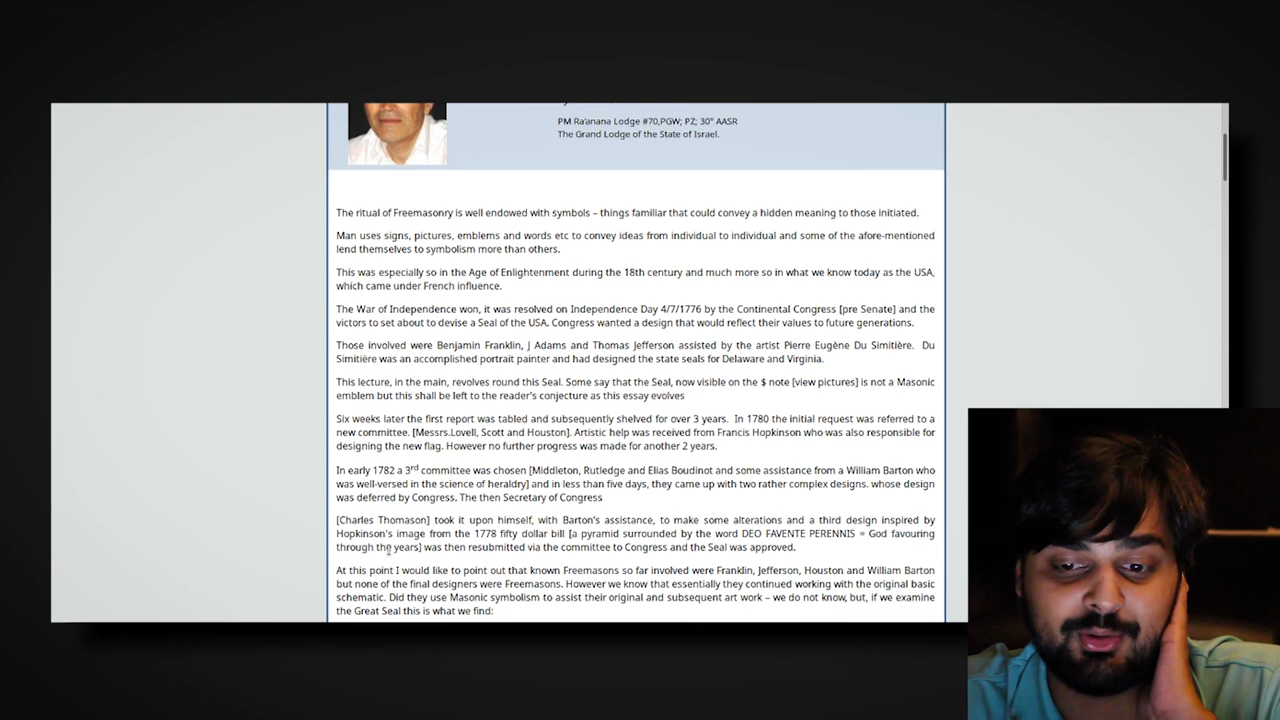 PM Ra'anana Lodge #70,PGW; PZ; 30° AASR
The Grand Lodge of the State of Israel.
The ritual of Freemasonry is well endowed with symbols – things familiar that could convey a hidden meaning to those initiated.
Man uses signs, pictures, emblems and words etc to convey ideas from individual to individual and some of the afore-mentioned
lend themselves to symbolism more than others.
This was especially so in the Age of Enlightenment during the 18th century and much more so in what we know today as the USA,
which came under French influence.
The War of Independence won, it was resolved on Independence Day 4/7/1776 by the Continental Congress [pre Senate] and the
victors to set about to devise a Seal of the USA. Congress wanted a design that would reflect their values to future generations.
Those involved were Benjamin Franklin, J Adams and Thomas Jefferson assisted by the artist Pierre Eugène Du Simitière. Du
Simitière was an accomplished portrait painter and had designed the state seals for Delaware and Virginia.
This lecture, in the main, revolves round this Seal. Some say that the Seal, now visible on the $ note [view pictures] is not a Masonic
emblem but this shall be left to the reader's conjecture as this essay evolves
Six weeks later the first report was tabled and subsequently shelved for over 3 years. In 1780 the initial request was referred to a
new committee. [Messrs.Lovell, Scott and Houston]. Artistic help was received from Francis Hopkinson who was also responsible for
designing the new flag. However no further progress was made for another 2 years.
In early 1782 a 3rd committee was chosen [Middleton, Rutledge and Elias Boudinot and some assistance from a William Barton who
was well-versed in the science of heraldry] and in less than five days, they came up with two rather complex designs. whose design
was deferred by Congress. The then Secretary of Congress
[Charles Thomason] took it upon himself, with Barton's assistance, to make some alterations and a third design inspired by
Hopkinson's image from the 1778 fifty dollar bill [a pyramid surrounded by the word DEO FAVENTE PERENNIS = God favouring
through the years] was then resubmitted via the committee to Congress and the Seal was approved.
At this point I would like to point out that known Freemasons so far involved were Franklin, Jefferson, Houston and William Barton
but none of the final designers were Freemasons. However we know that essentially they continued working with the original basic
schematic. Did they use Masonic symbolism to assist their original and subsequent art work – we do not know, but, if we examine
the Great Seal this is what we find: